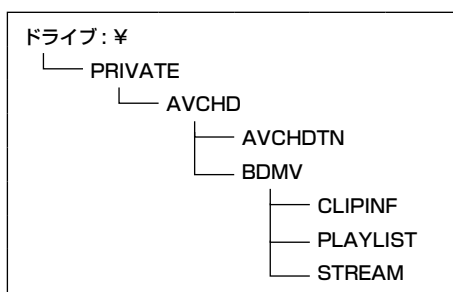 ドライブ：¥
PRIVATE
AVCHD
AVCHDTN
BDMV
CLIPINF
PLAYLIST
STREAM